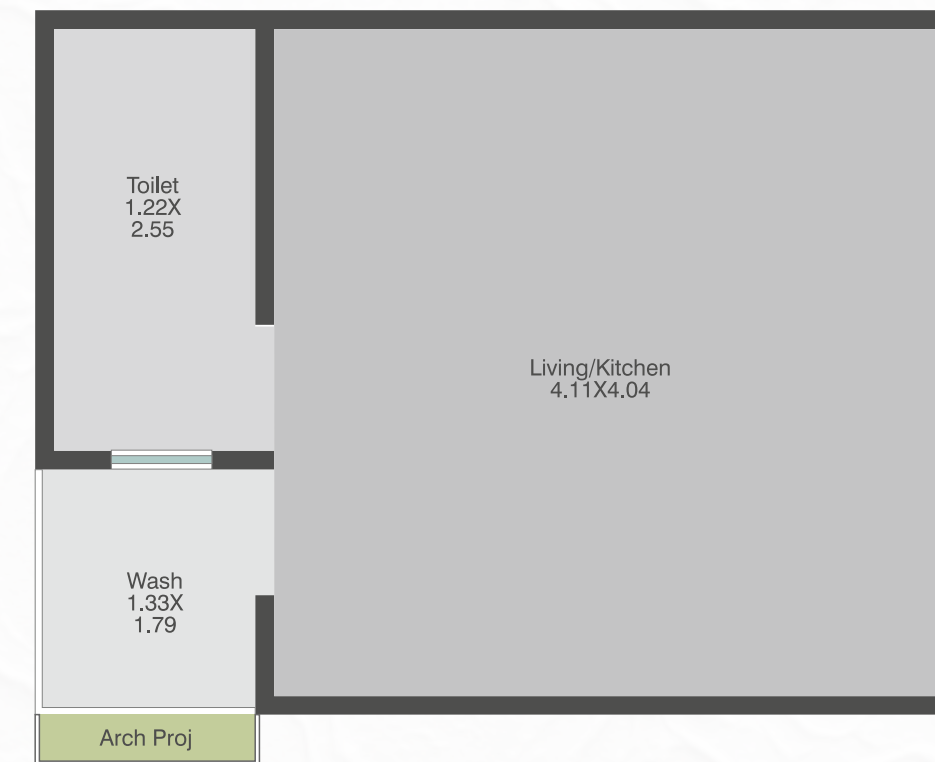 Toilet
1.22X
2.55
Living/Kitchen
4.11X4.04
Wash
1.33X
1.79
Arch Proj